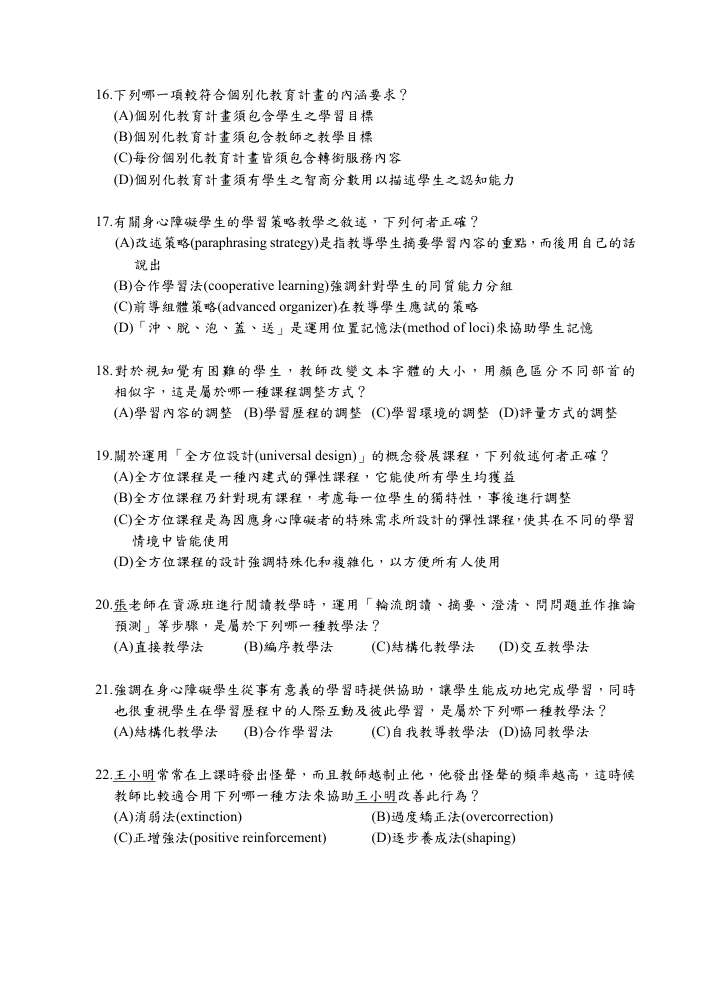 16.下列哪一項較符合個別化教育計畫的內涵要求？
(A)個別化教育計畫須包含學生之學習目標
(B)個別化教育計畫須包含教師之教學目標
(C)每份個別化教育計畫皆須包含轉銜服務內容
(D)個別化教育計畫須有學生之智商分數用以描述學生之認知能力
17.有關身心障礙學生的學習策略教學之敘述，下列何者正確？
(A)改述策略(paraphrasing strategy)是指教導學生摘要學習內容的重點，而後用自己的話
說出
(B)合作學習法(cooperative learning)強調針對學生的同質能力分組
(C)前導組體策略(advanced organizer)在教導學生應試的策略
(D)「沖、脫、泡、蓋、送」是運用位置記憶法(method of loci)來協助學生記憶
18.對於視知覺有困難的學生，教師改變文本字體的大小，用顏色區分不同部首的
相似字，這是屬於哪一種課程調整方式？
(A)學習內容的調整 (B)學習歷程的調整 (C)學習環境的調整 (D)評量方式的調整
19.關於運用「全方位設計(universal design)」的概念發展課程，下列敘述何者正確？
(A)全方位課程是一種內建式的彈性課程，它能使所有學生均獲益
(B)全方位課程乃針對現有課程，考慮每一位學生的獨特性，事後進行調整
(C)全方位課程是為因應身心障礙者的特殊需求所設計的彈性課程，使其在不同的學習
情境中皆能使用
(D)全方位課程的設計強調特殊化和複雜化，以方便所有人使用
20.張老師在資源班進行閱讀教學時，運用「輪流朗讀、摘要、澄清、問問題並作推論
預測」等步驟，是屬於下列哪一種教學法？
(A)直接教學法 (B)編序教學法 (C)結構化教學法 (D)交互教學法
21.強調在身心障礙學生從事有意義的學習時提供協助，讓學生能成功地完成學習，同時
也很重視學生在學習歷程中的人際互動及彼此學習，是屬於下列哪一種教學法？
(A)結構化教學法 (B)合作學習法 (C)自我教導教學法 (D)協同教學法
22.王小明常常在上課時發出怪聲，而且教師越制止他，他發出怪聲的頻率越高，這時候
教師比較適合用下列哪一種方法來協助王小明改善此行為？
(A)消弱法(extinction) (B)過度矯正法(overcorrection)
(C)正增強法(positive reinforcement) (D)逐步養成法(shaping)